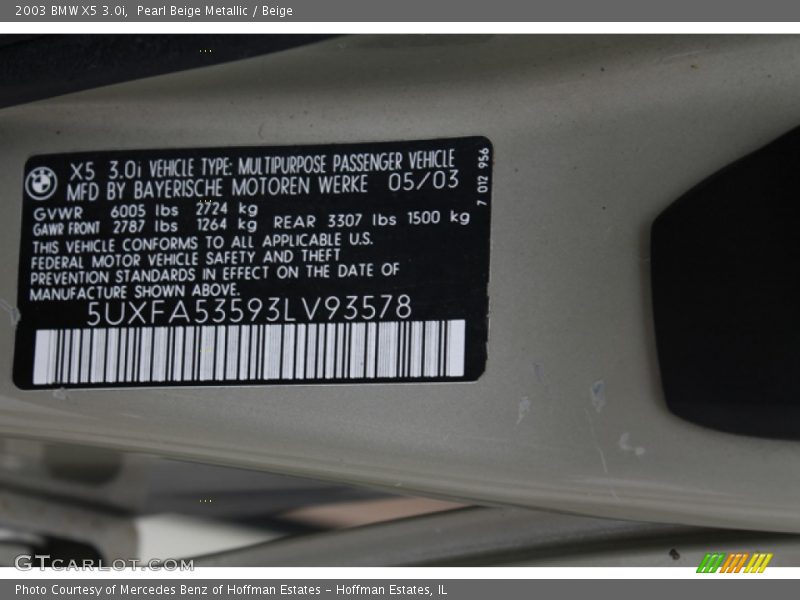 2003 BMW X5 3.0i, Pearl Beige Metallic / Beige
X5 3.0i VEHICLE TYPE: MULTIPURPOSE PASSENGER VEHICLE
MFD BY BAYERISCHE MOTOREN WERKE 05/03
GVWR 6005 lbs 2724 kg
GAWR FRONT 2787 lbs 1264 kg REAR 3307 lbs 1500 kg
THIS VEHICLE CONFORMS TO ALL APPLICABLE U.S.
FEDERAL MOTOR VEHICLE SAFETY AND THEFT
PREVENTION STANDARDS IN EFFECT ON THE DATE OF
MANUFACTURE SHOWN ABOVE.
5UXFA53593LV93578
7 012 956
GTCARLOT.COM
Photo Courtesy of Mercedes Benz of Hoffman Estates - Hoffman Estates, IL